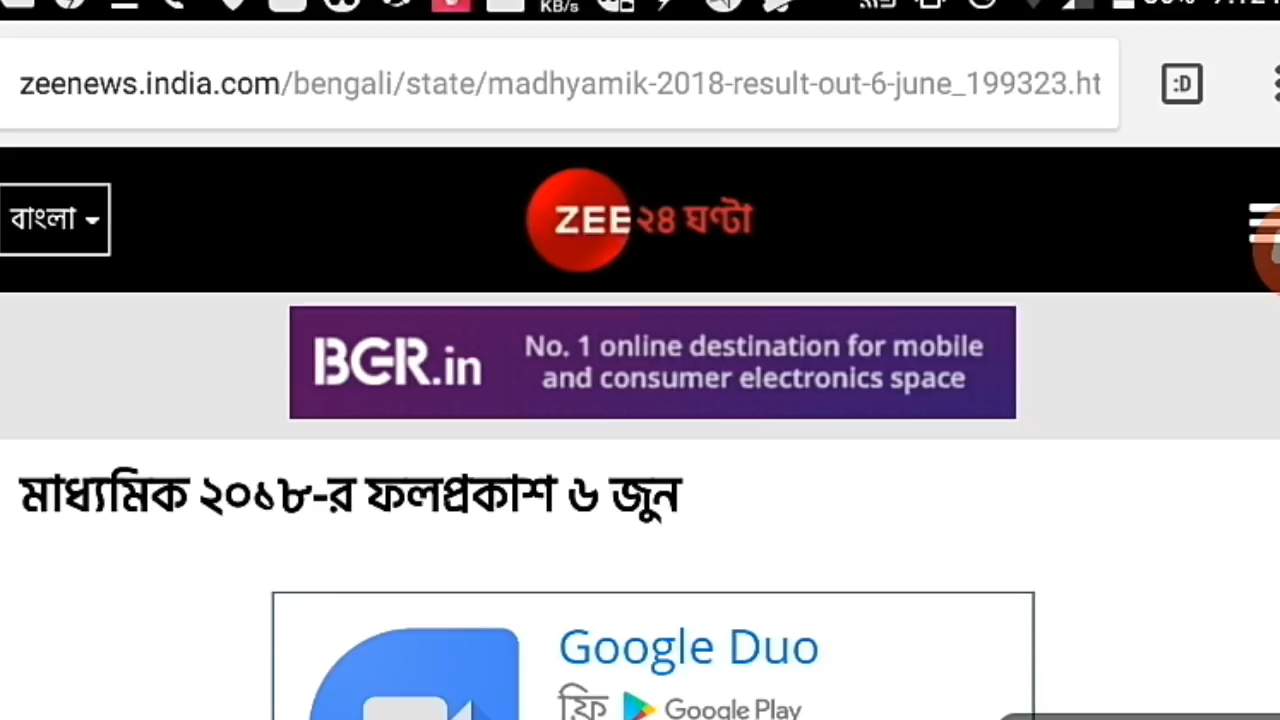 KB/s
zeenews.india.com/bengali/state/madhyamik-2018-result-out-6-june_199323.ht
:D
বাংলা
ZEE ২৪ ঘণ্টা
BGR.in
No. 1 online destination for mobile
and consumer electronics space
মাধ্যমিক ২০১৮-র ফলপ্রকাশ ৬ জুন
Google Duo
ফ্রি Google Play